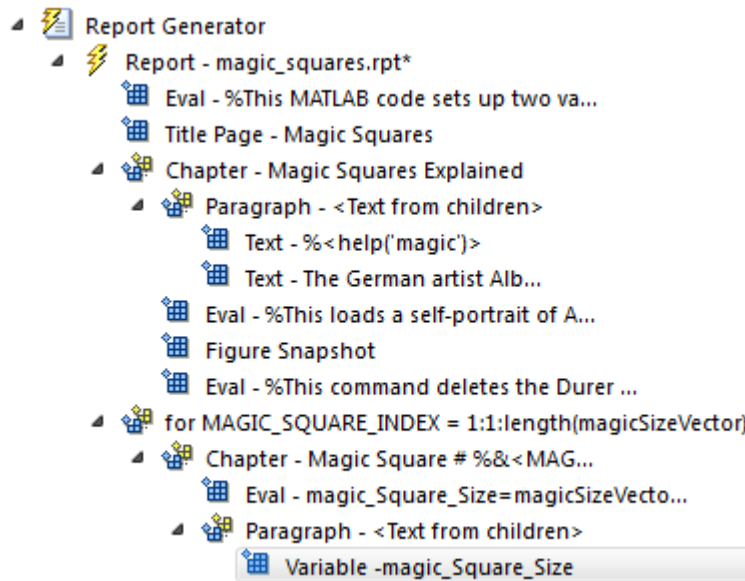 Report Generator
Report - magic_squares.rpt*
Eval - %This MATLAB code sets up two va...
Title Page - Magic Squares
Chapter - Magic Squares Explained
Paragraph - <Text from children>
Text - %<help('magic')>
Text - The German artist Alb...
Eval - %This loads a self-portrait of A...
Figure Snapshot
Eval - %This command deletes the Durer ...
for MAGIC_SQUARE_INDEX = 1:1:length(magicSizeVector)
Chapter - Magic Square # %&<MAG...
Eval - magic_Square_Size=magicSizeVecto...
Paragraph - <Text from children>
Variable -magic_Square_Size